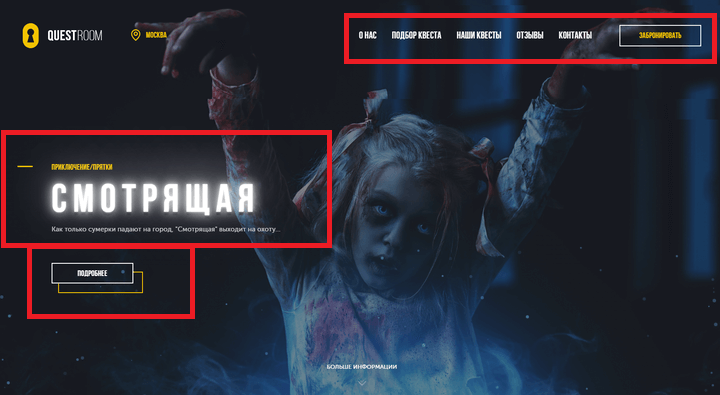 QUESTROOM
МОСКВА
О НАС ПОДБОР КВЕСТА НАШИ КВЕСТЫ ОТЗЫВЫ КОНТАКТЫ
ЗАБРОНИРОВАТЬ
ПРИКЛЮЧЕНИЕ/ПРЯТКИ
СМОТРЯЩАЯ
Как только сумерки падают на город, "Смотрящая" выходит на охоту...
ПОДРОБНЕЕ
БОЛЬШЕ ИНФОРМАЦИИ